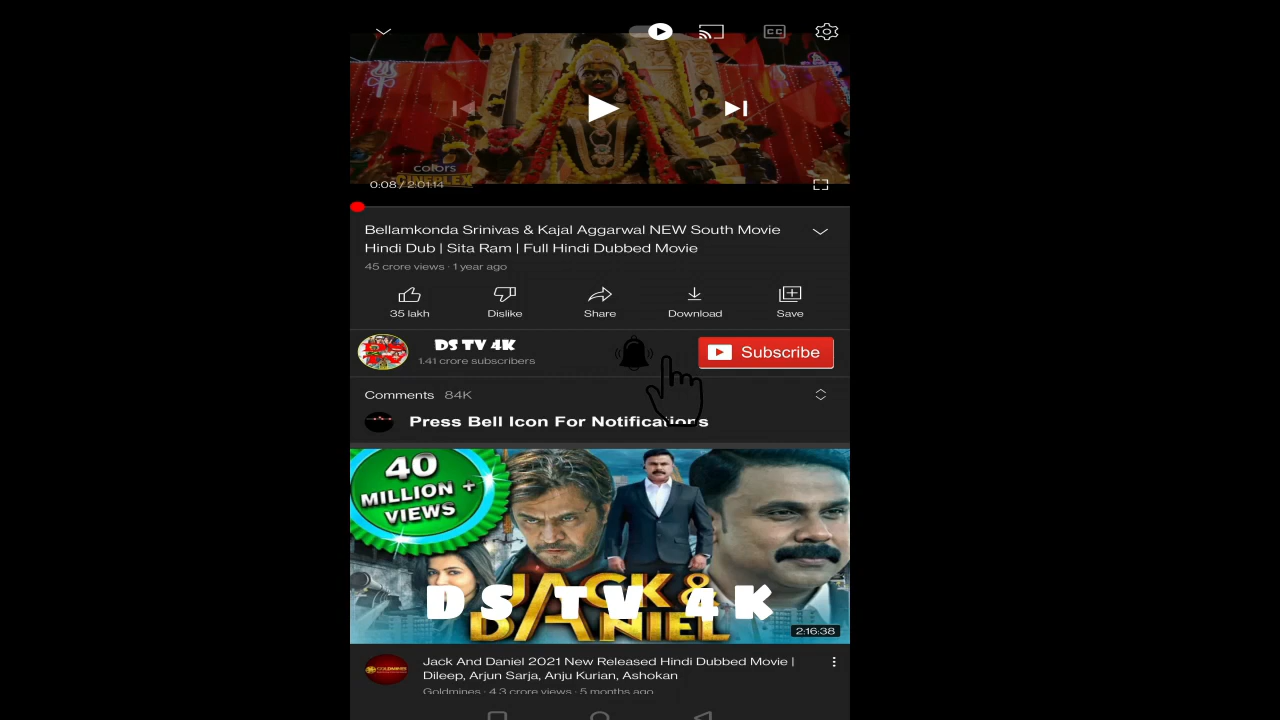 CC
colors
CINEPLEX
0:08 / 2:01:14
Bellamkonda Srinivas & Kajal Aggarwal NEW South Movie
Hindi Dub | Sita Ram | Full Hindi Dubbed Movie
45 crore views · 1 year ago
35 lakh
Dislike
Share
Download
Save
DS TV 4K
1.41 crore subscribers
Subscribe
Comments 84K
Press Bell Icon For Notifications
40
MILLION +
VIEWS
JACK &
DANIEL
DS TV 4K
2:16:38
Jack And Daniel 2021 New Released Hindi Dubbed Movie |
Dileep, Arjun Sarja, Anju Kurian, Ashokan
Goldmines · 4.3 crore views · 5 months ago